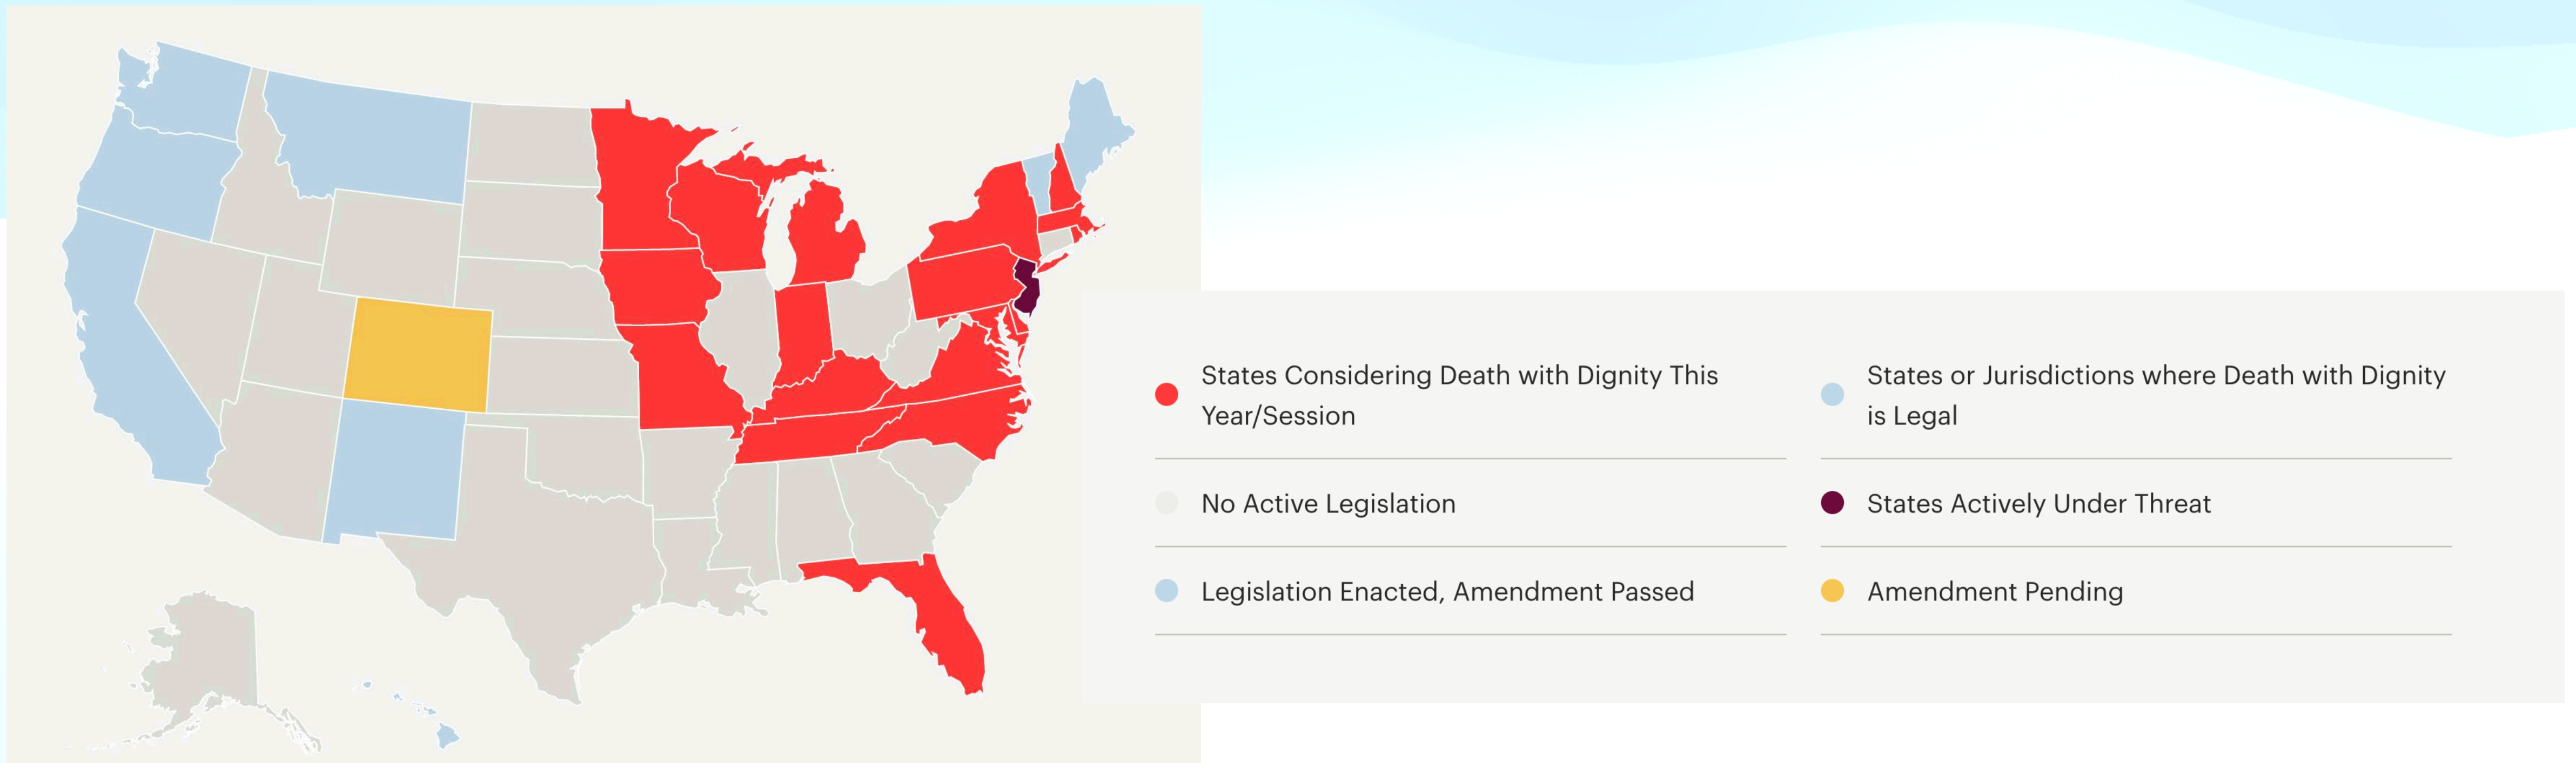 States Considering Death with Dignity This
Year/Session
States or Jurisdictions where Death with Dignity
is Legal
No Active Legislation
States Actively Under Threat
Legislation Enacted, Amendment Passed
Amendment Pending